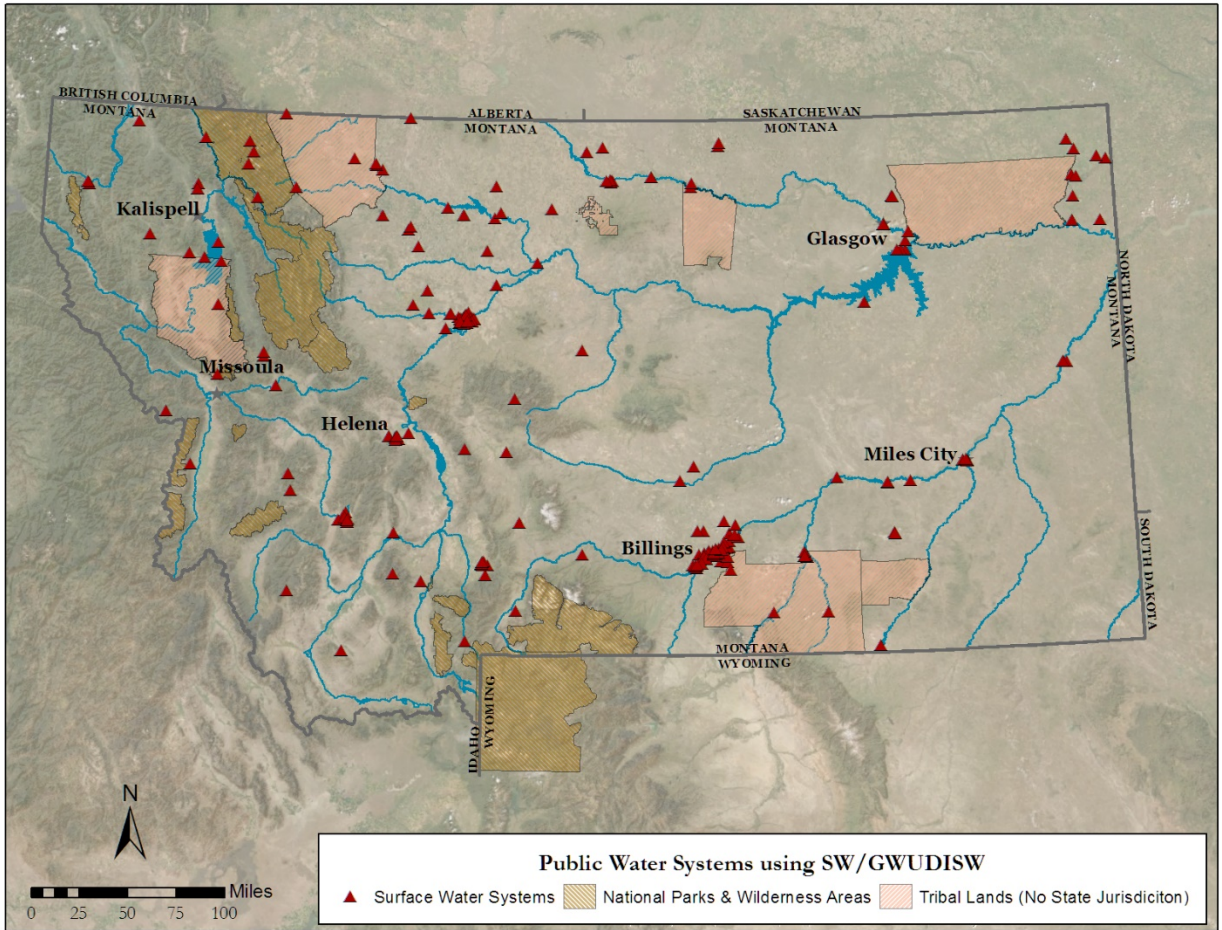 BRITISH COLUMBIA
MONTANA
ALBERTA
MONTANA
SASKATCHEWAN
MONTANA
Kalispell
Glasgow
NORTH DAKOTA
MONTANA
Missoula
Helena
Miles City
Billings
SOUTH DAKOTA
MONTANA
WYOMING
IDAHO
WYOMING
N
Miles
0 25 50 75 100
Public Water Systems using SW/GWUDISW
Surface Water Systems National Parks & Wilderness Areas Tribal Lands (No State Jurisdiciton)